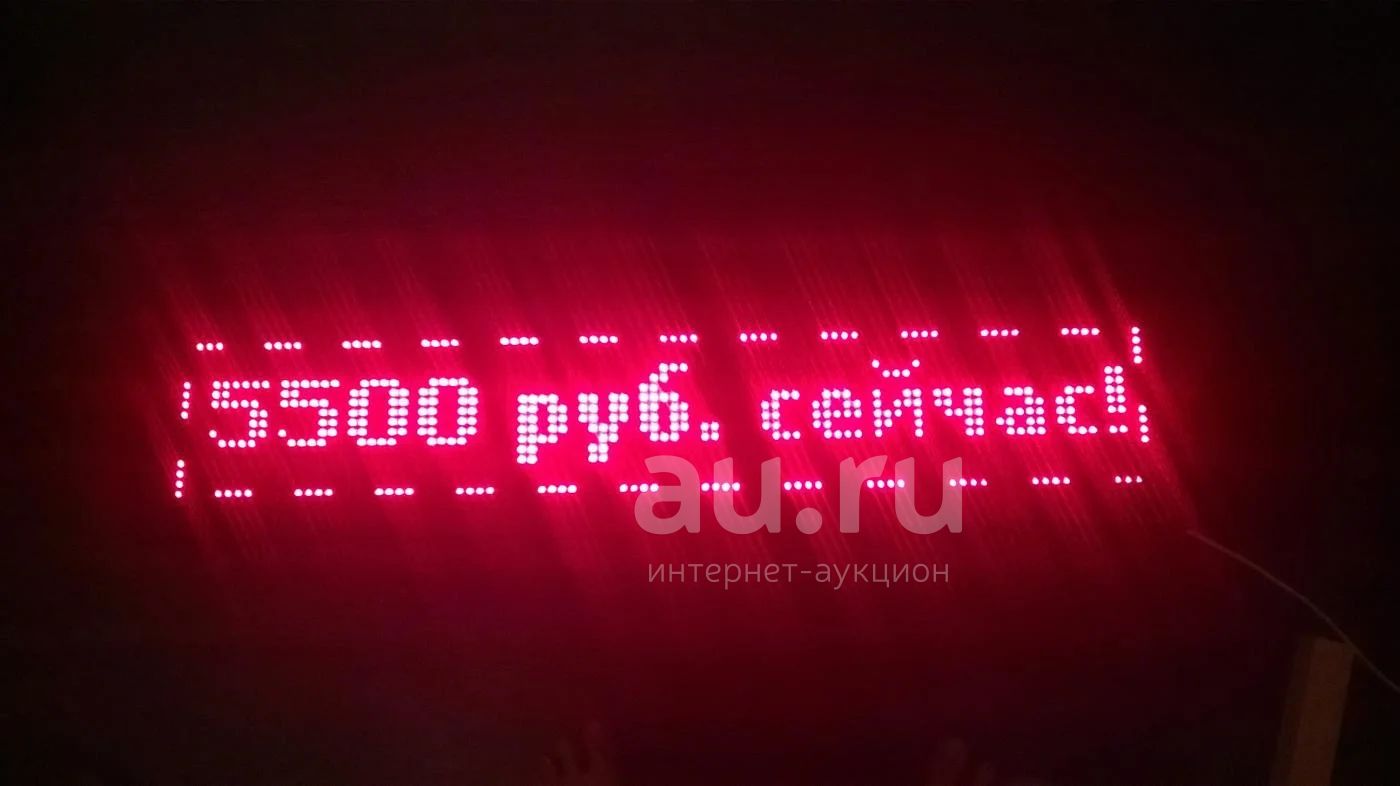 5500 руб. сейчас!
au.ru
интернет-аукцион